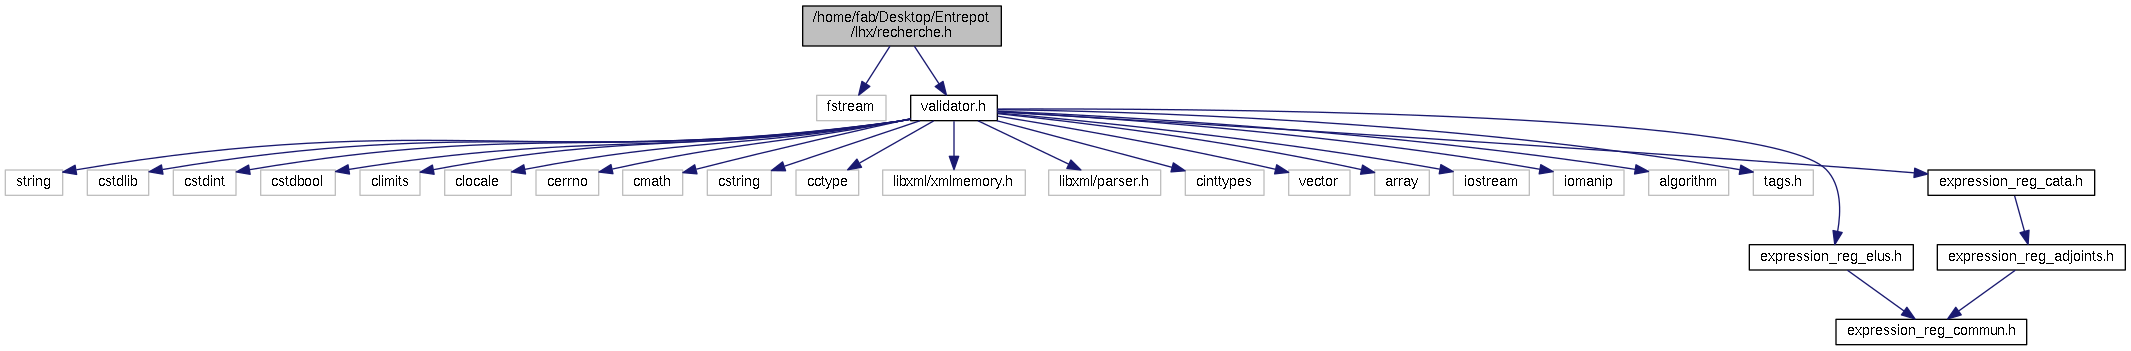 /home/fab/Desktop/Entrepot
/lhx/recherche.h
fstream
validator.h
string
cstdlib
cstdint
cstdbool
climits
clocale
cerrno
cmath
cstring
cctype
libxml/xmlmemory.h
libxml/parser.h
cinttypes
vector
array
iostream
iomanip
algorithm
tags.h
expression_reg_cata.h
expression_reg_elus.h
expression_reg_adjoints.h
expression_reg_commun.h